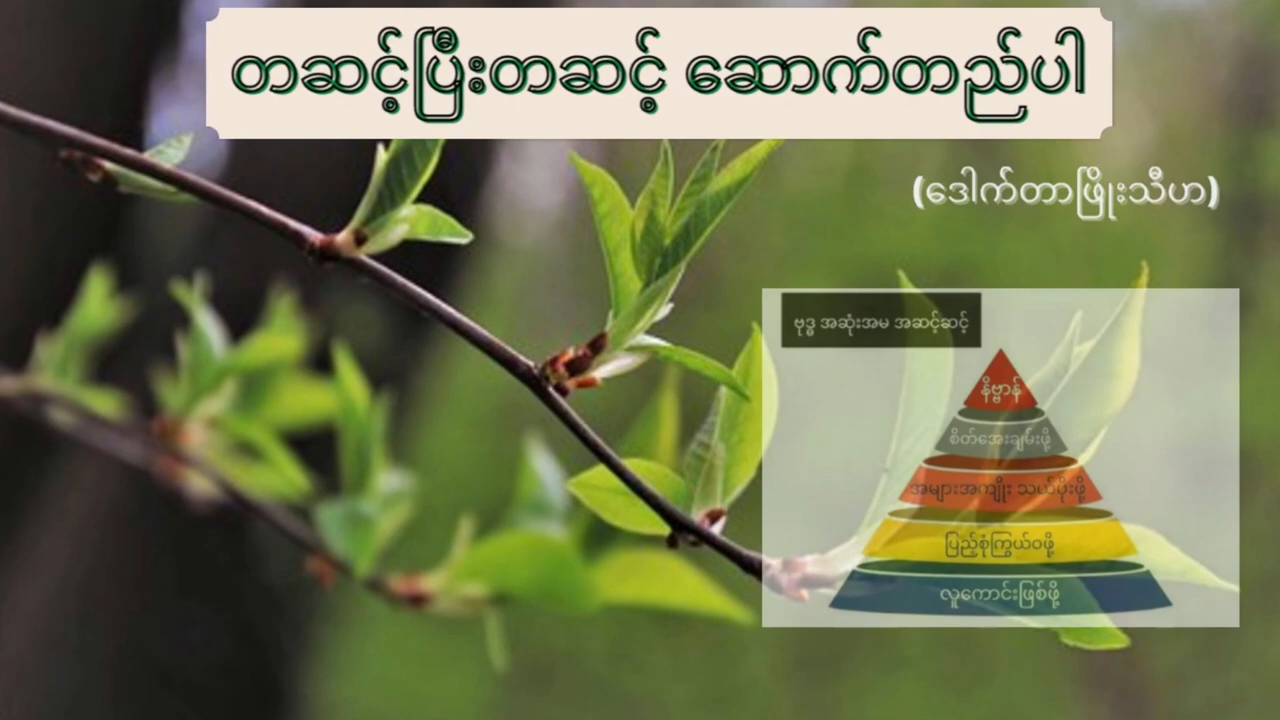 တဆင့်ပြီးတဆင့် ဆောက်တည်ပါ
(ဒေါက်တာဖြိုးသီဟ)
ဗုဒ္ဓ အဆုံးအမ အဆင့်ဆင့်
နိဗ္ဗာန်
စိတ်အေးချမ်းဖို့
အများအကျိုး သယ်ပိုးဖို့
ပြည့်စုံကြွယ်ဝဖို့
လူကောင်းဖြစ်ဖို့